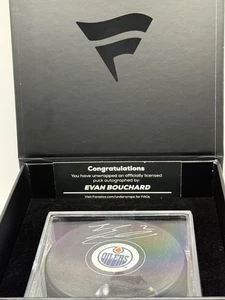 Congratulations
You have unwrapped an officially licensed
puck autographed by:
EVAN BOUCHARD
Visit Fanatics.com/underwraps for FAQs
OILERS